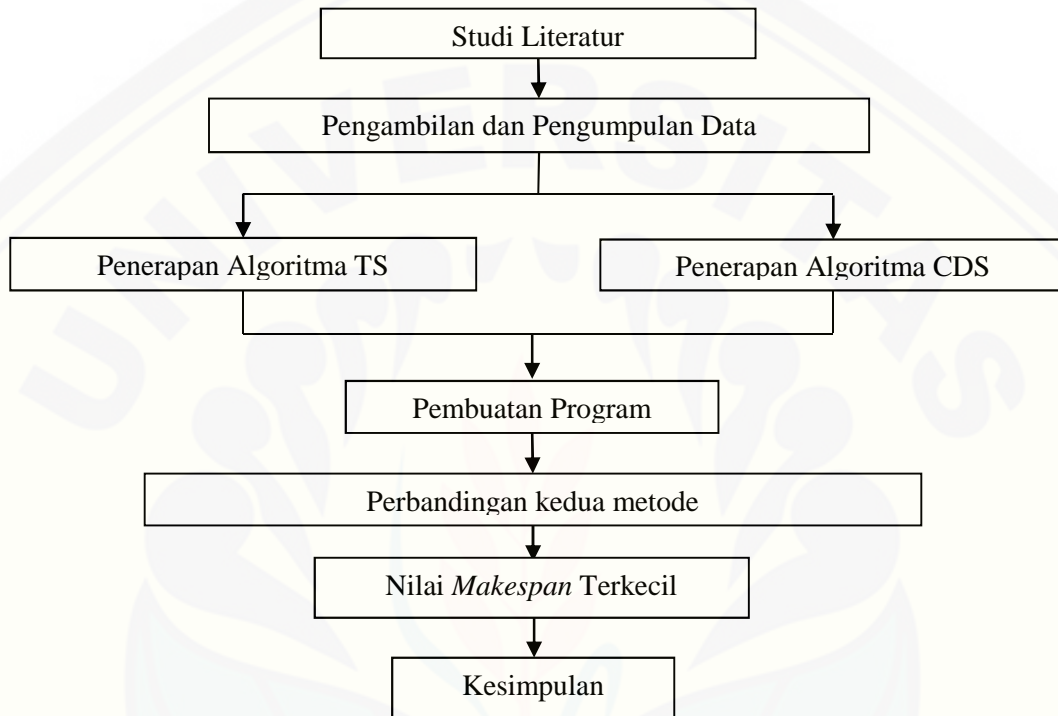 UNIVERSITAS
Studi Literatur
Pengambilan dan Pengumpulan Data
Penerapan Algoritma TS
Penerapan Algoritma CDS
Pembuatan Program
Perbandingan kedua metode
Nilai Makespan Terkecil
Kesimpulan